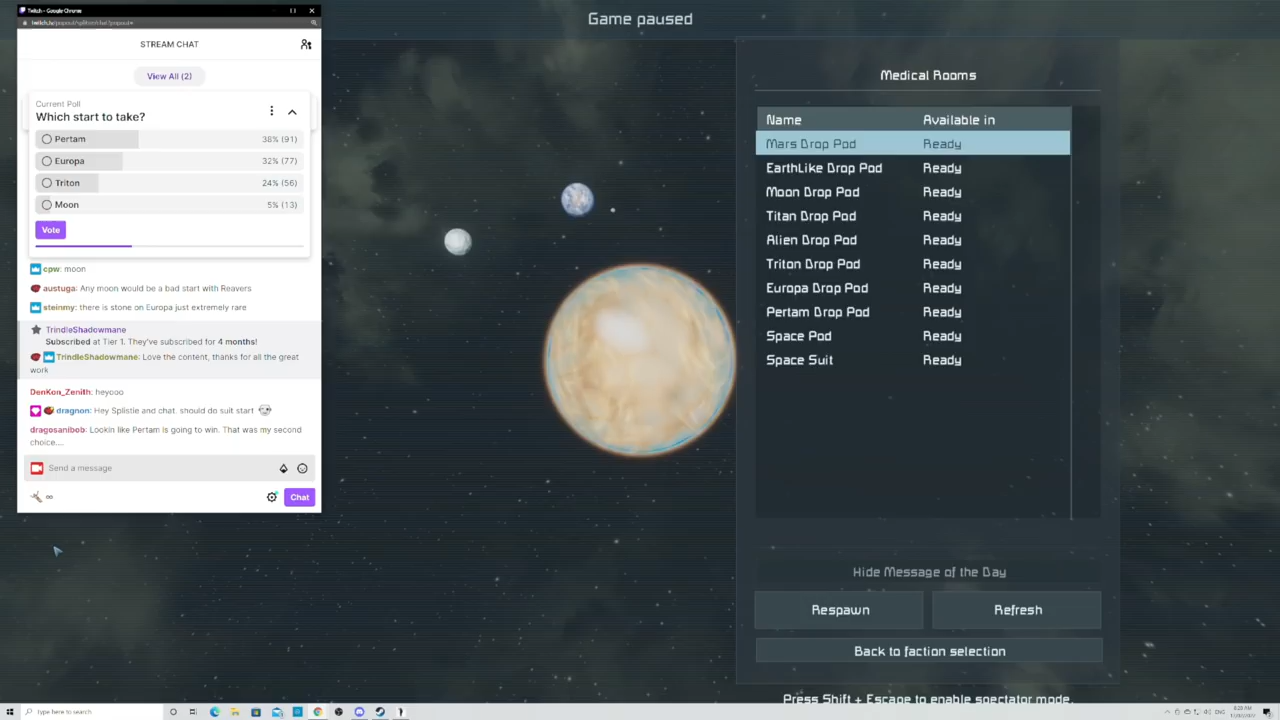 Twitch - Google Chrome
STREAM CHAT
View All (2)
Current Poll
Which start to take?
Pertam 38% (91)
Europa 32% (77)
Triton 24% (56)
Moon 5% (13)
Vote
cpw: moon
austuga: Any moon would be a bad start with Reavers
steinmy: there is stone on Europa just extremely rare
TrindleShadowmane
Subscribed at Tier 1. They've subscribed for 4 months!
TrindleShadowmane: Love the content, thanks for all the great
work
DenKon_Zenith: heyooo
dragnon: Hey Splistie and chat. should do suit start
dragosanibob: Lookin like Pertam is going to win. That was my second
choice....
Send a message
∞
Chat
Game paused
Medical Rooms
Name Available in
Mars Drop Pod Ready
EarthLike Drop Pod Ready
Moon Drop Pod Ready
Titan Drop Pod Ready
Alien Drop Pod Ready
Triton Drop Pod Ready
Europa Drop Pod Ready
Pertam Drop Pod Ready
Space Pod Ready
Space Suit Ready
Hide Message of the Day
Respawn Refresh
Back to faction selection
Press Shift + Escape to enable spectator mode.
Type here to search
ENG